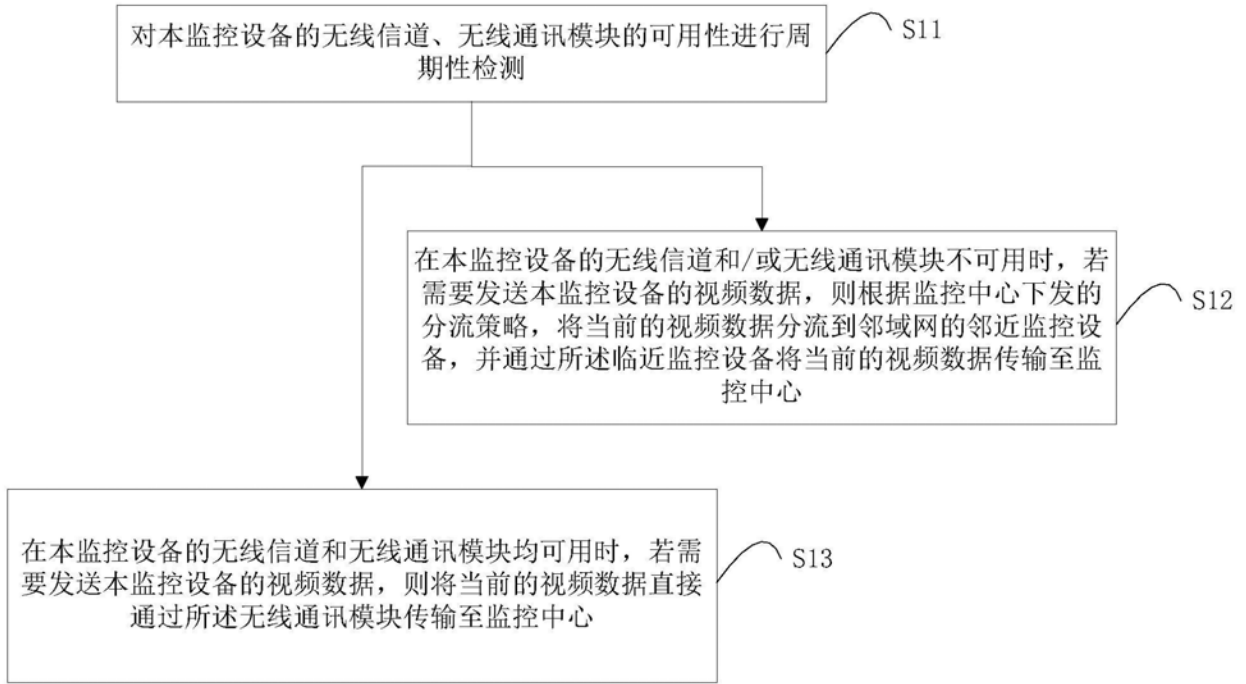 对本监控设备的无线信道、无线通讯模块的可用性进行周
期性检测
S11
在本监控设备的无线信道和/或无线通讯模块不可用时，若
需要发送本监控设备的视频数据，则根据监控中心下发的
分流策略，将当前的视频数据分流到邻域网的邻近监控设
备，并通过所述临近监控设备将当前的视频数据传输至监
控中心
S12
在本监控设备的无线信道和无线通讯模块均可用时，若需
要发送本监控设备的视频数据，则将当前的视频数据直接
通过所述无线通讯模块传输至监控中心
S13